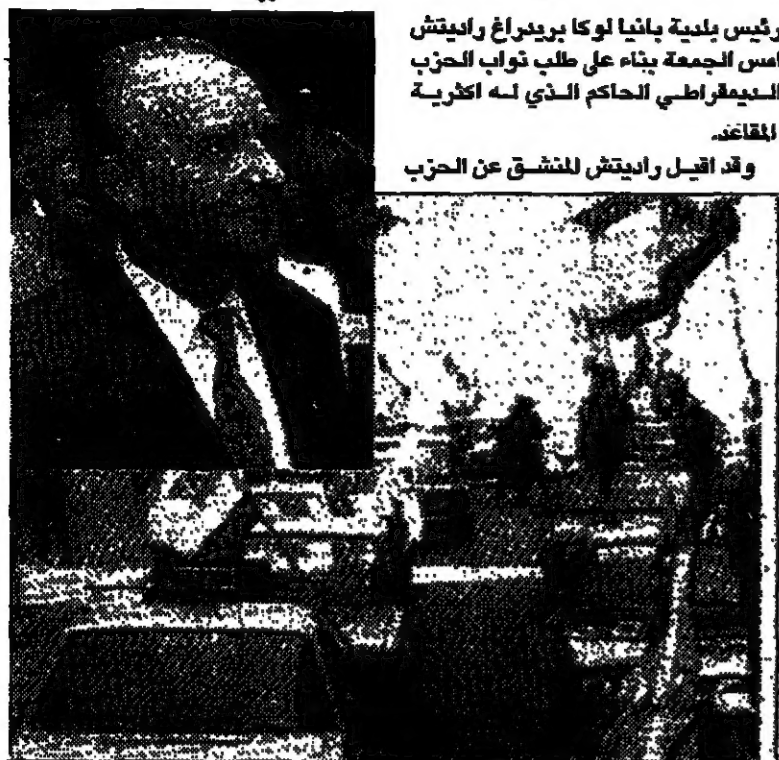 رئيس بلدية بانيا لوكا بريدراغ راديتش
امس الجمعة بناء على طلب نواب الحزب
الديمقراطي الحاكم الذي له اكثرية
المقاعد.
وقد اقيل راديتش المنشق عن الحزب